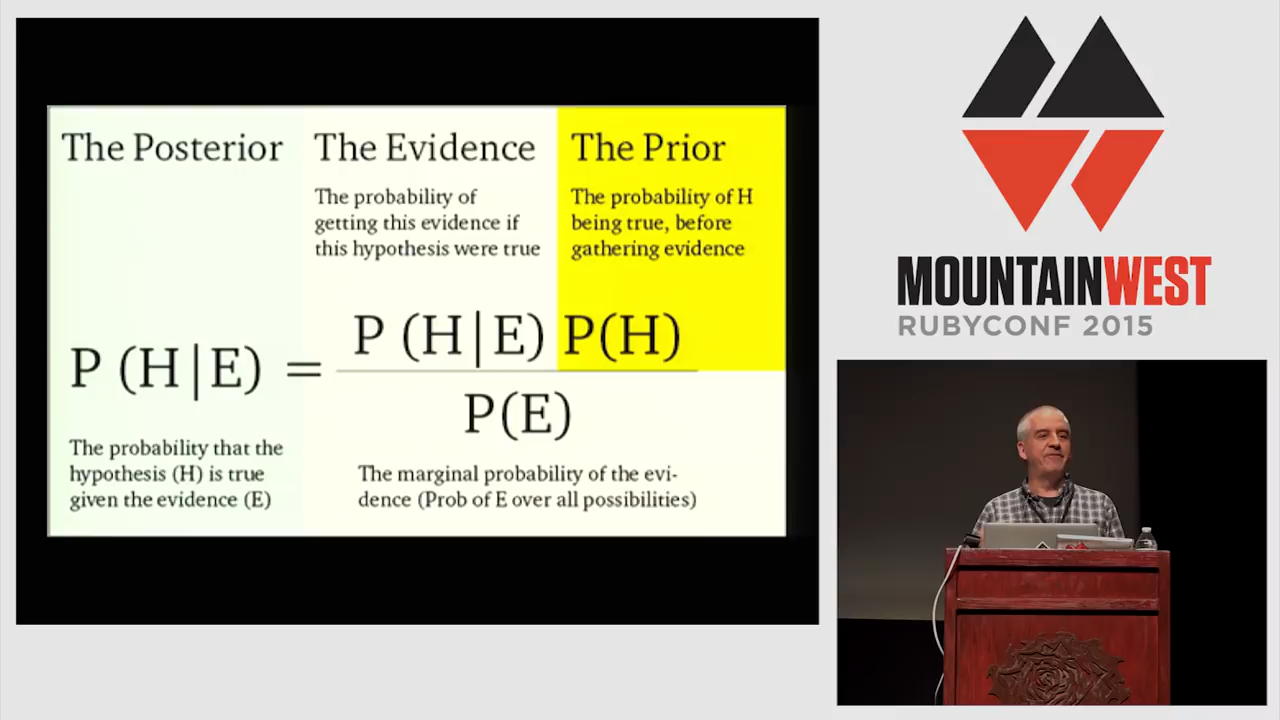 The Posterior
The Evidence
The Prior
The probability of
getting this evidence if
this hypothesis were true
The probability of H
being true, before
gathering evidence
P (H|E) = P (H|E) P(H)
P(E)
The probability that the
hypothesis (H) is true
given the evidence (E)
The marginal probability of the evi-
dence (Prob of E over all possibilities)
MOUNTAINWEST
RUBYCONF 2015